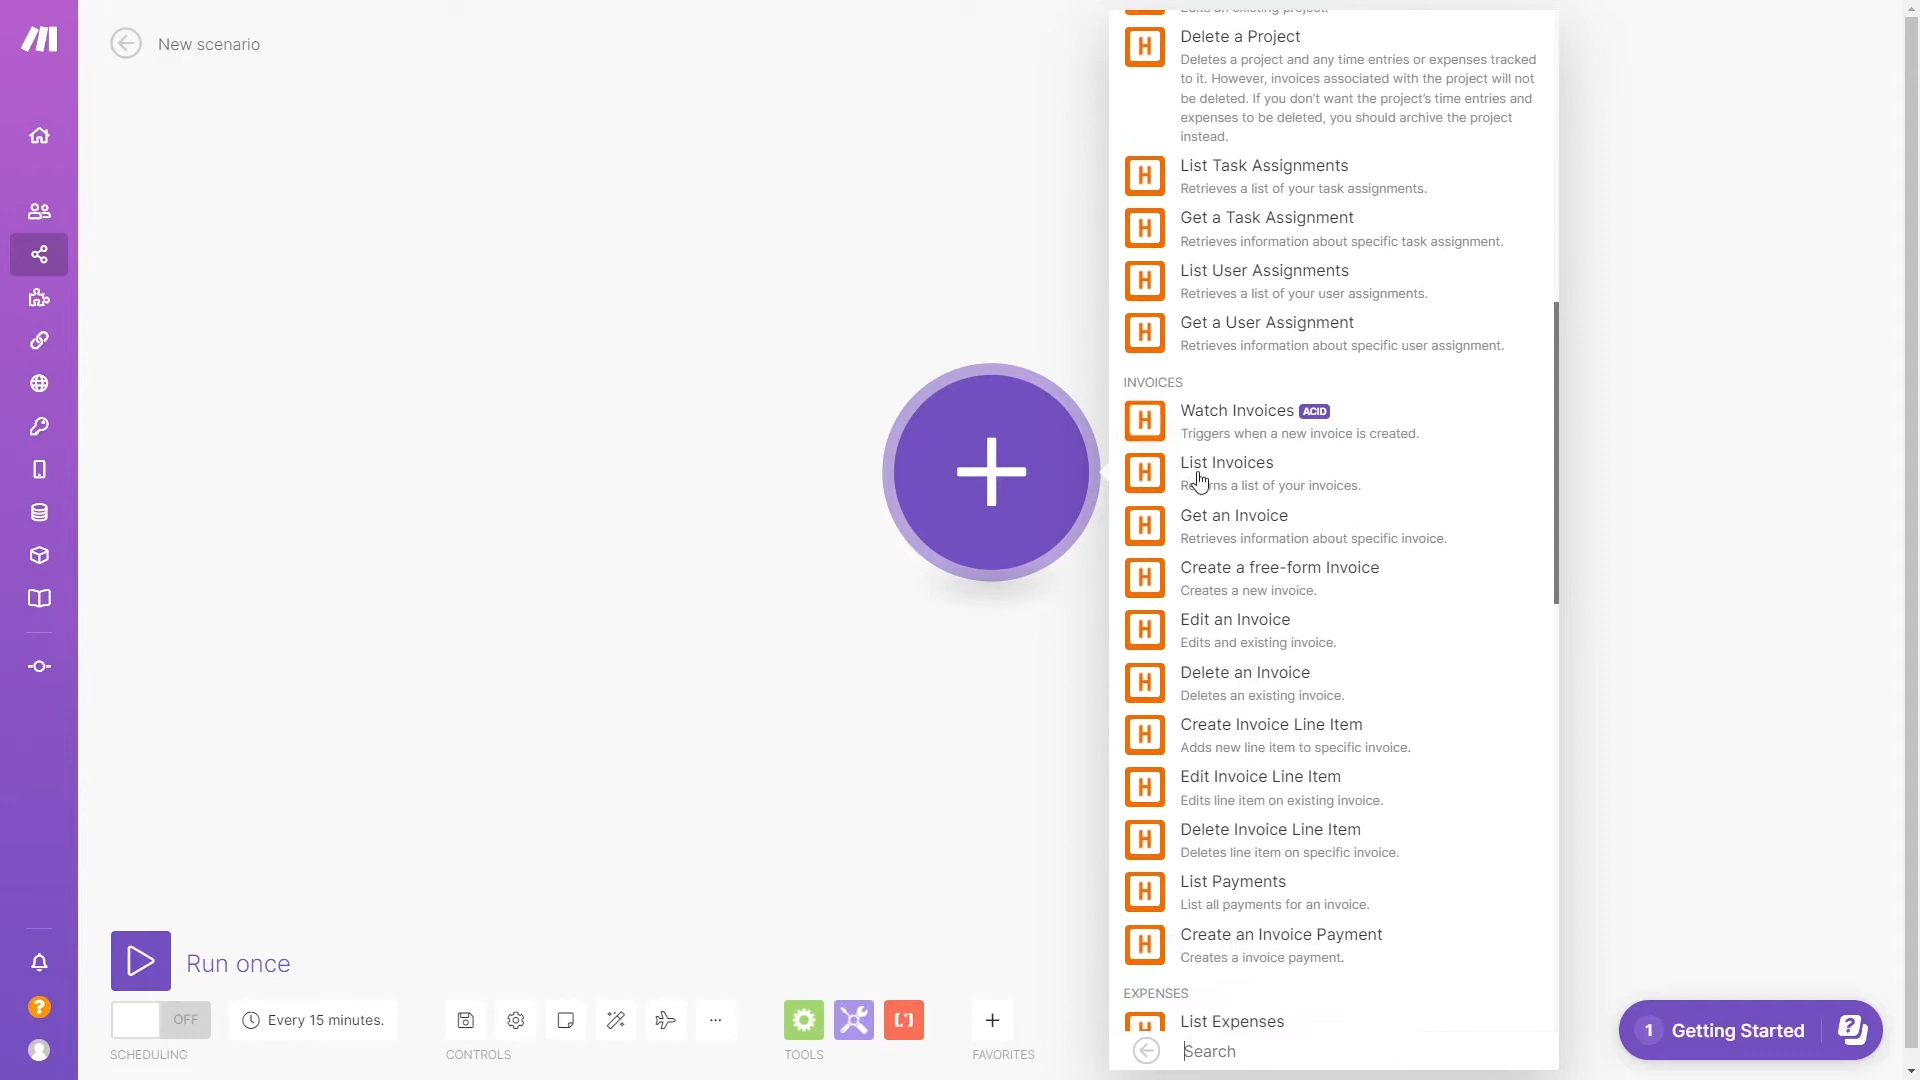 New scenario
Edits an existing project.
Delete a Project
Deletes a project and any time entries or expenses tracked
to it. However, invoices associated with the project will not
be deleted. If you don't want the project's time entries and
expenses to be deleted, you should archive the project
instead.
List Task Assignments
Retrieves a list of your task assignments.
Get a Task Assignment
Retrieves information about specific task assignment.
List User Assignments
Retrieves a list of your user assignments.
Get a User Assignment
Retrieves information about specific user assignment.
INVOICES
Watch Invoices ACID
Triggers when a new invoice is created.
List Invoices
Returns a list of your invoices.
Get an Invoice
Retrieves information about specific invoice.
Create a free-form Invoice
Creates a new invoice.
Edit an Invoice
Edits and existing invoice.
Delete an Invoice
Deletes an existing invoice.
Create Invoice Line Item
Adds new line item to specific invoice.
Edit Invoice Line Item
Edits line item on existing invoice.
Delete Invoice Line Item
Deletes line item on specific invoice.
List Payments
List all payments for an invoice.
Create an Invoice Payment
Creates a invoice payment.
EXPENSES
List Expenses
Search
Run once
OFF
Every 15 minutes.
SCHEDULING
CONTROLS
TOOLS
FAVORITES
1 Getting Started